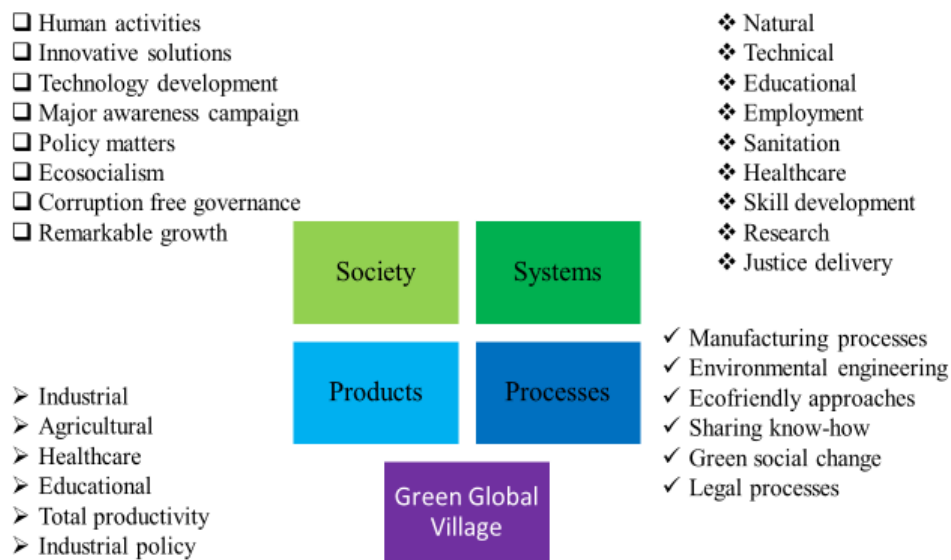 Human activities
Innovative solutions
Technology development
Major awareness campaign
Policy matters
Ecosocialism
Corruption free governance
Remarkable growth
Natural
Technical
Educational
Employment
Sanitation
Healthcare
Skill development
Research
Justice delivery
Society
Systems
Products
Processes
Industrial
Agricultural
Healthcare
Educational
Total productivity
Industrial policy
Manufacturing processes
Environmental engineering
Ecofriendly approaches
Sharing know-how
Green social change
Legal processes
Green Global
Village